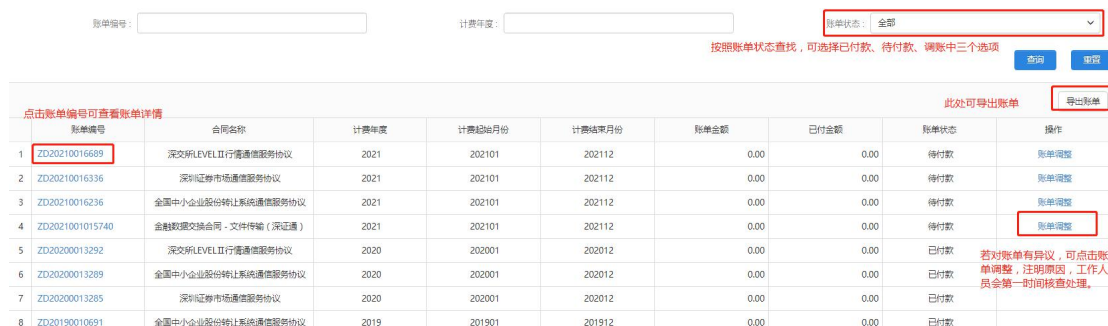 账单编号： 计费年度： 账单状态： 全部
按照账单状态查找，可选择已付款、待付款、调账中三个选项
查询 重置
点击账单编号可查看账单详情 此处可导出账单 导出账单
账单编号 合同名称 计费年度 计费起始月份 计费结束月份 账单金额 已付金额 账单状态 操作
1 ZD20210016689 深交所LEVELⅡ行情通信服务协议 2021 202101 202112 0.00 0.00 待付款 账单调整
2 ZD20210016336 深圳证券市场通信服务协议 2021 202101 202112 0.00 0.00 待付款 账单调整
3 ZD20210016236 全国中小企业股份转让系统通信服务协议 2021 202101 202112 0.00 0.00 待付款 账单调整
4 ZD2021001015740 金融数据交换合同-文件传输（深证通） 2021 202101 202112 0.00 0.00 待付款 账单调整
5 ZD20200013292 深交所LEVELⅡ行情通信服务协议 2020 202001 202012 0.00 0.00 已付款
6 ZD20200013289 全国中小企业股份转让系统通信服务协议 2020 202001 202012 0.00 0.00 已付款
7 ZD20200013285 深圳证券市场通信服务协议 2020 202001 202012 0.00 0.00 已付款
若对账单有异议，可点击账
单调整，注明原因，工作人
员会第一时间核查处理。
8 ZD20190010691 全国中小企业股份转让系统通信服务协议 2019 201901 201912 0.00 0.00 已付款